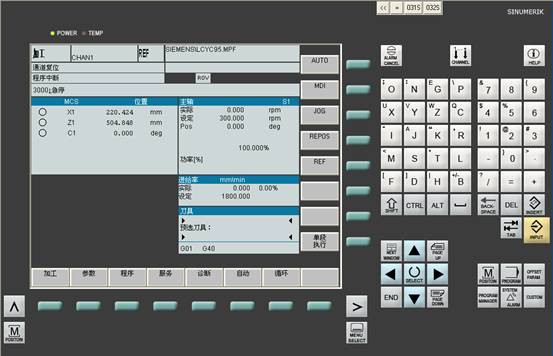 << = 031S 032S
SINUMERIK
POWER TEMP
加工 CHAN1 REF SIEMENS\LCYC95.MPF
通道复位
程序中断 ROV
3000↓急停
MCS 位置
X1 220.424 mm
Z1 504.848 mm
C1 0.000 deg
主轴 S1
实际 0.000 rpm
设定 300.000 rpm
Pos 0.000 deg
100.000%
功率[%]
进给率 mm/min
实际 0.000 0.00%
设定 1800.000
刀具
预选刀具：
G01 G40
AUTO
MDI
JOG
REPOS
REF
单段
执行
加工 参数 程序 服务 诊断 自动 循环
M
POSITION
MENU
SELECT
ALARM
CANCEL
CHANNEL
HELP
; O : N E G \ P ( 7 & 8 ) 9
U X V Y W Z , C $ 4 % 5 ^ 6
" I A J ' K * R ! 1 @ 2 # 3
< M S > T L - ] 0 > .
[ F ] D { H +/- B ? / = +
SHIFT CTRL ALT BACK-
SPACE DEL INSERT
TAB INPUT
NEXT
WINDOW PAGE
UP
SELECT
END PAGE
DOWN
M
POSITION PROGRAM OFFSET
PARAM
PROGRAM
MANAGER SYSTEM
ALARM CUSTOM